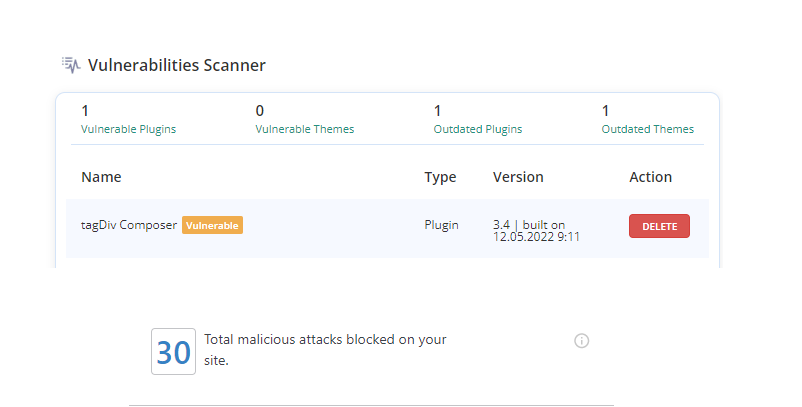 Vulnerabilities Scanner
1 0 1 1
Vulnerable Plugins Vulnerable Themes Outdated Plugins Outdated Themes
Name Type Version Action
tagDiv Composer Vulnerable Plugin 3.4 | built on DELETE
12.05.2022 9:11
30 Total malicious attacks blocked on your
site.